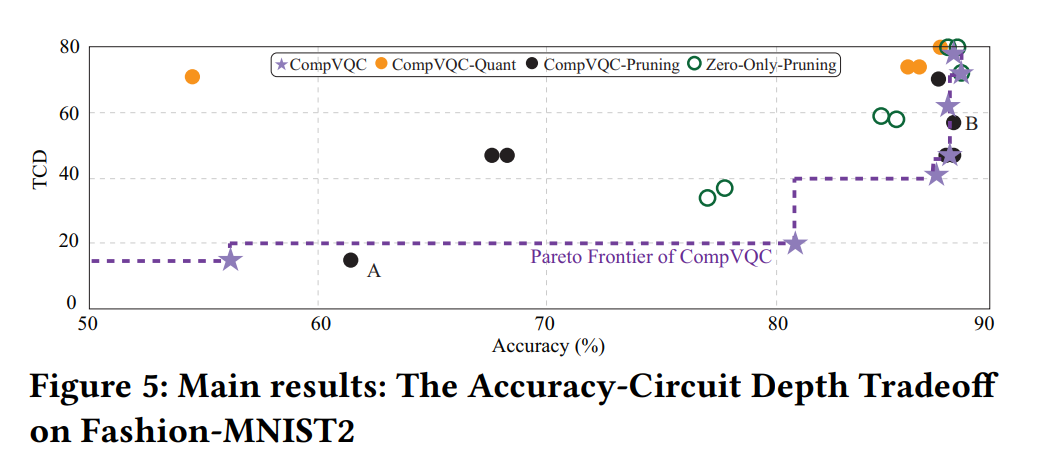 80
CompVQC CompVQC-Quant CompVQC-Pruning Zero-Only-Pruning
60
B
TCD
40
20
Pareto Frontier of CompVQC
A
0
50 60 70 80 90
Accuracy (%)
Figure 5: Main results: The Accuracy-Circuit Depth Tradeoff
on Fashion-MNIST2